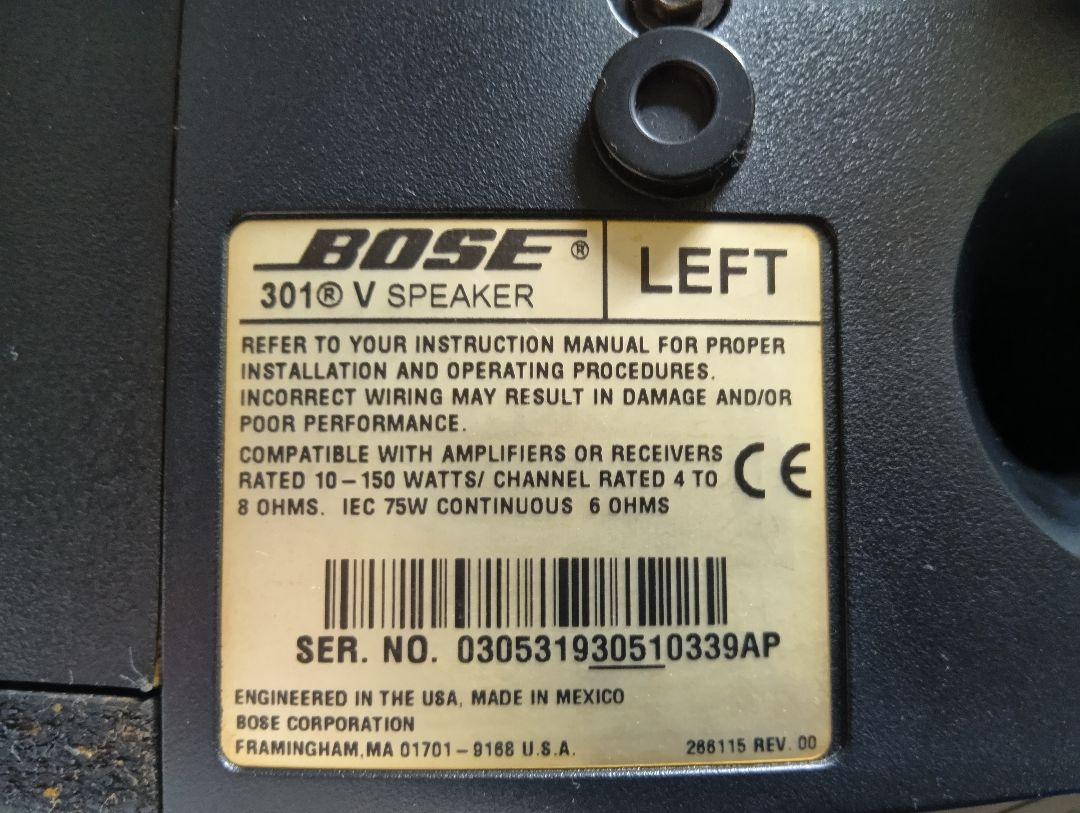 BOSE®
301® V SPEAKER
LEFT
REFER TO YOUR INSTRUCTION MANUAL FOR PROPER
INSTALLATION AND OPERATING PROCEDURES.
INCORRECT WIRING MAY RESULT IN DAMAGE AND/OR
POOR PERFORMANCE.
COMPATIBLE WITH AMPLIFIERS OR RECEIVERS
RATED 10–150 WATTS/ CHANNEL RATED 4 TO
8 OHMS. IEC 75W CONTINUOUS 6 OHMS
CE
SER. NO. 030531930510339AP
ENGINEERED IN THE USA, MADE IN MEXICO
BOSE CORPORATION
FRAMINGHAM,MA 01701–9168 U.S.A.
266115 REV. 00